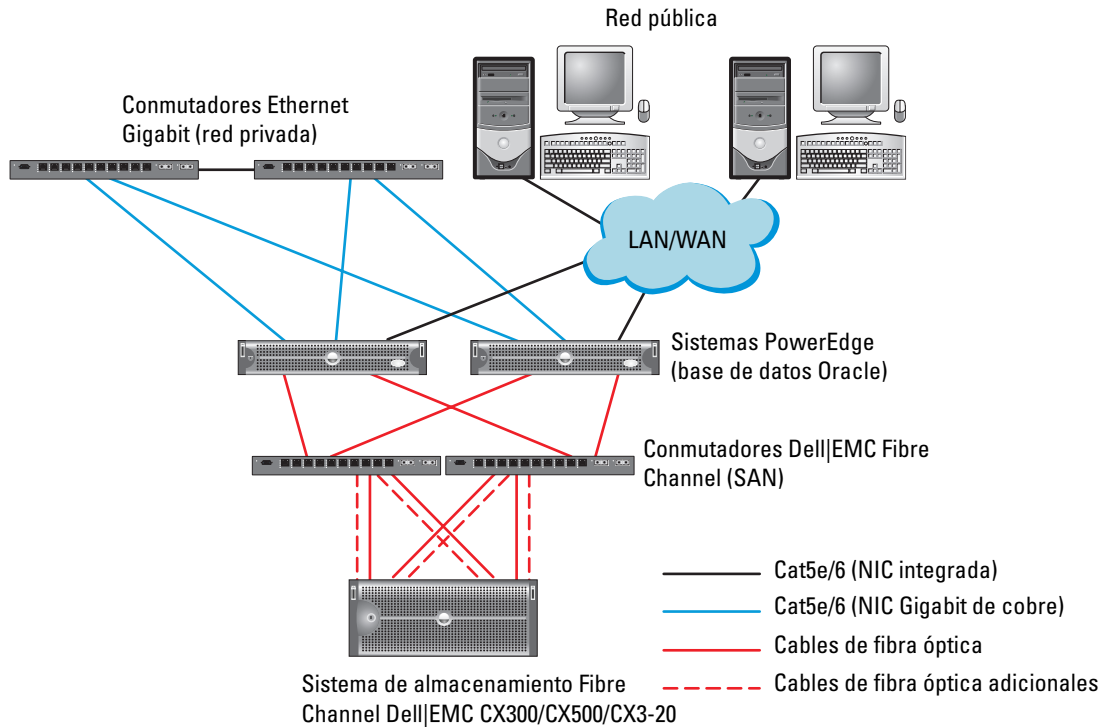 Red pública
Conmutadores Ethernet
Gigabit (red privada)
LAN/WAN
Sistemas PowerEdge
(base de datos Oracle)
Conmutadores Dell|EMC Fibre
Channel (SAN)
Cat5e/6 (NIC integrada)
Cat5e/6 (NIC Gigabit de cobre)
Cables de fibra óptica
Cables de fibra óptica adicionales
Sistema de almacenamiento Fibre
Channel Dell|EMC CX300/CX500/CX3-20